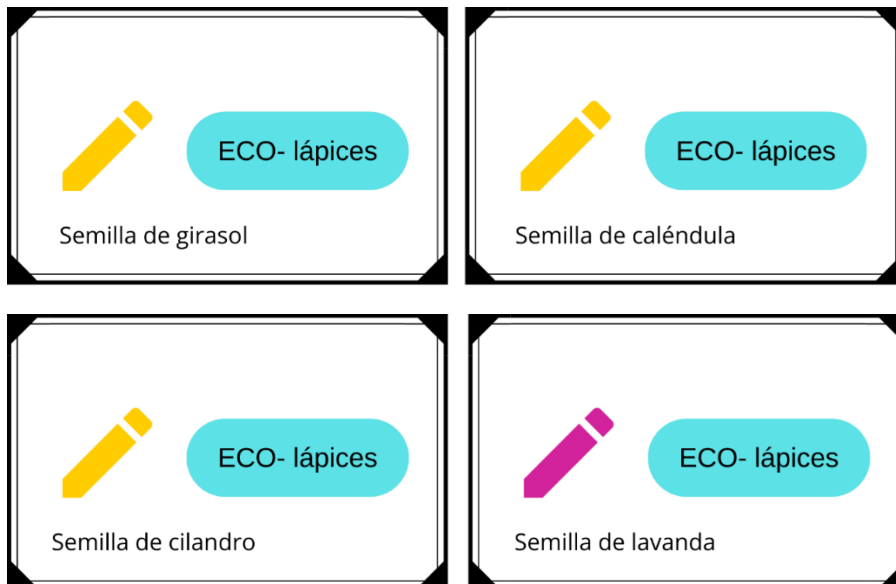 ECO- lápices
Semilla de girasol
ECO- lápices
Semilla de caléndula
ECO- lápices
Semilla de cilandro
ECO- lápices
Semilla de lavanda